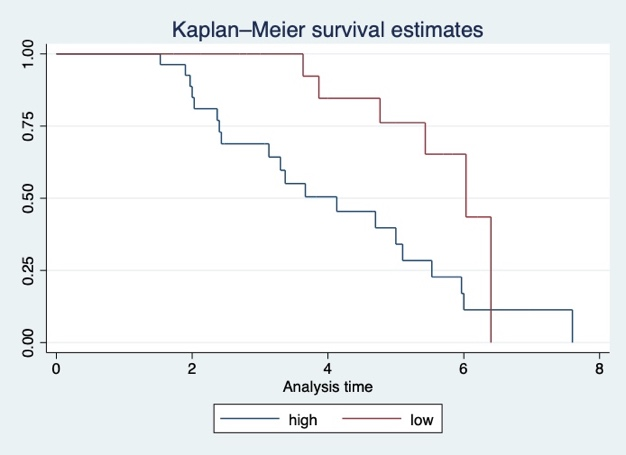 Kaplan–Meier survival estimates
1.00
0.75
0.50
0.25
0.00
0 2 4 6 8
Analysis time
high low